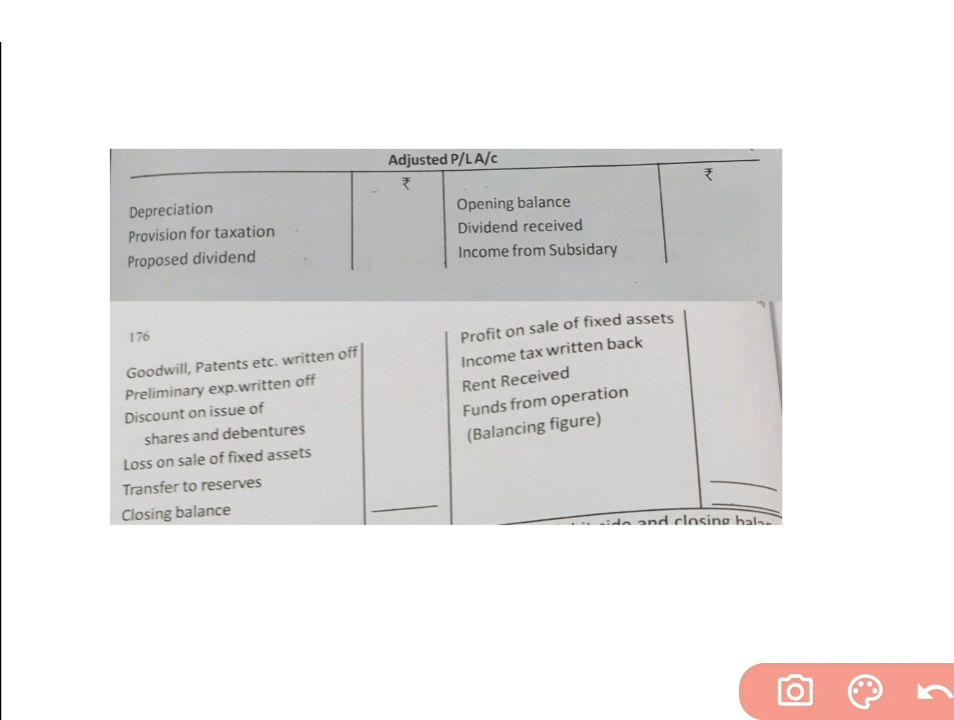 Adjusted P/L A/c
₹ ₹
Depreciation
Provision for taxation
Proposed dividend
Opening balance
Dividend received
Income from Subsidary
176
Goodwill, Patents etc. written off
Preliminary exp.written off
Discount on issue of
shares and debentures
Loss on sale of fixed assets
Transfer to reserves
Closing balance
Profit on sale of fixed assets
Income tax written back
Rent Received
Funds from operation
(Balancing figure)
and closing